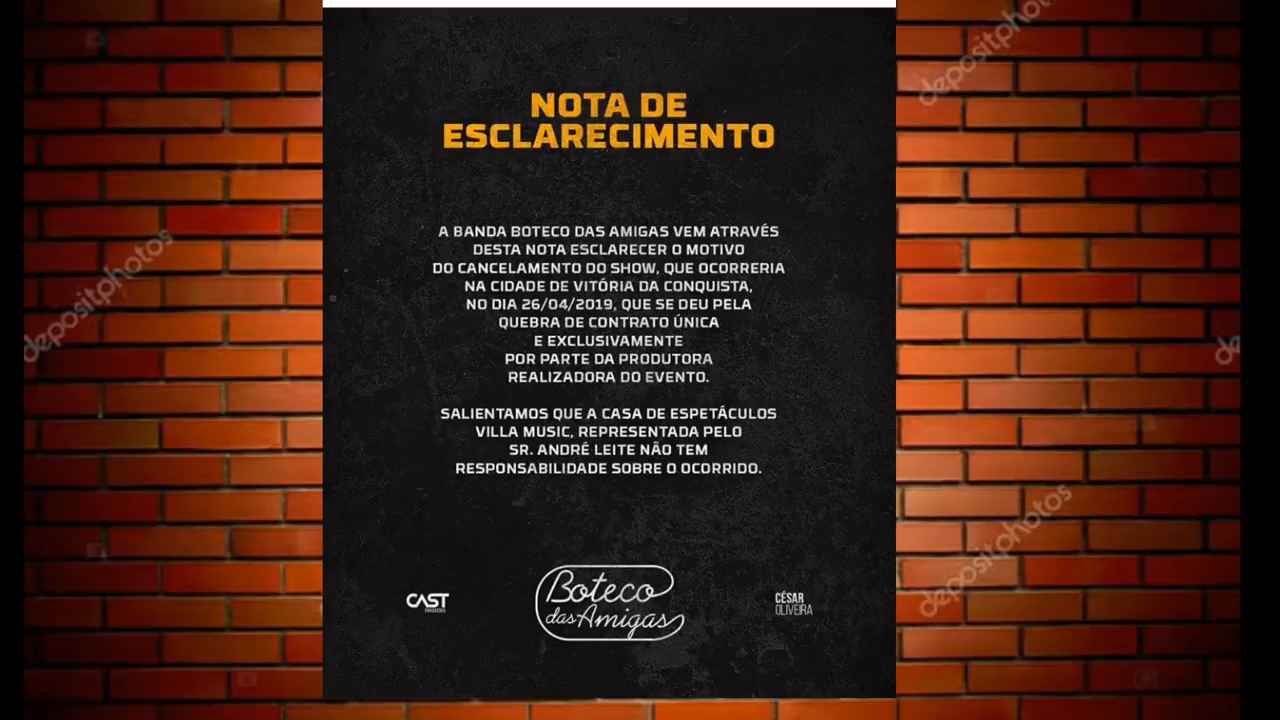 NOTA DE
ESCLARECIMENTO
A BANDA BOTECO DAS AMIGAS VEM ATRAVÉS
DESTA NOTA ESCLARECER O MOTIVO
DO CANCELAMENTO DO SHOW, QUE OCORRERIA
NA CIDADE DE VITÓRIA DA CONQUISTA,
NO DIA 26/04/2019, QUE SE DEU PELA
QUEBRA DE CONTRATO ÚNICA
E EXCLUSIVAMENTE
POR PARTE DA PRODUTORA
REALIZADORA DO EVENTO.
SALIENTAMOS QUE A CASA DE ESPETÁCULOS
VILLA MUSIC, REPRESENTADA PELO
SR. ANDRÉ LEITE NÃO TEM
RESPONSABILIDADE SOBRE O OCORRIDO.
CAST
Boteco
das Amigas
CÉSAR
OLIVEIRA
depositphotos
depositphotos
depositphotos